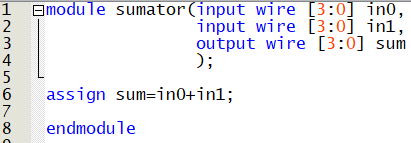 1 module sumator(input wire [3:0] in0,
2 input wire [3:0] in1,
3 output wire [3:0] sum
4 );
5
6 assign sum=in0+in1;
7
8 endmodule